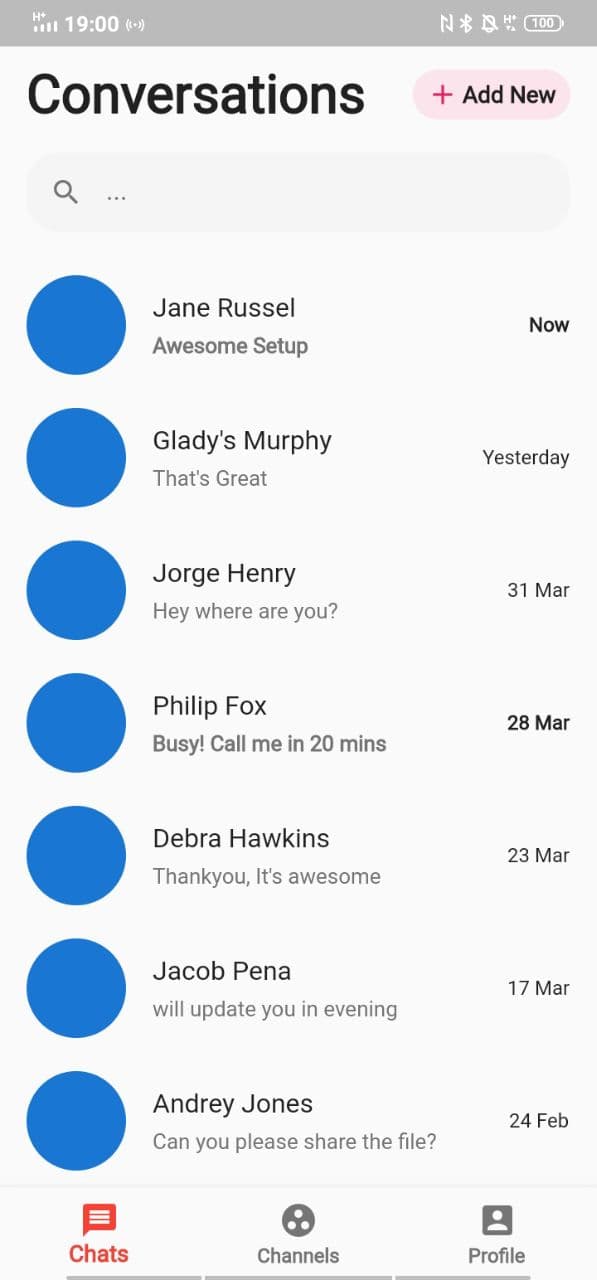 H+ 19:00 H+ 100
Conversations
+ Add New
...
Jane Russel
Awesome Setup
Now
Glady's Murphy
That's Great
Yesterday
Jorge Henry
Hey where are you?
31 Mar
Philip Fox
Busy! Call me in 20 mins
28 Mar
Debra Hawkins
Thankyou, It's awesome
23 Mar
Jacob Pena
will update you in evening
17 Mar
Andrey Jones
Can you please share the file?
24 Feb
Chats Channels Profile